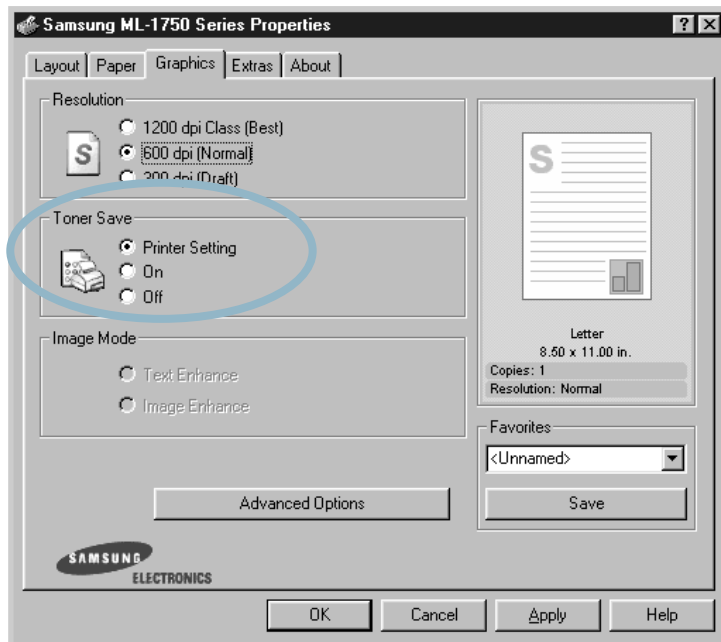 Samsung ML-1750 Series Properties
Layout Paper Graphics Extras About
Resolution
1200 dpi Class (Best)
600 dpi (Normal)
300 dpi (Draft)
Toner Save
Printer Setting
On
Off
Image Mode
Text Enhance
Image Enhance
S
S
Letter
8.50 x 11.00 in.
Copies: 1
Resolution: Normal
Favorites
<Unnamed>
Advanced Options
Save
SAMSUNG
ELECTRONICS
OK Cancel Apply Help